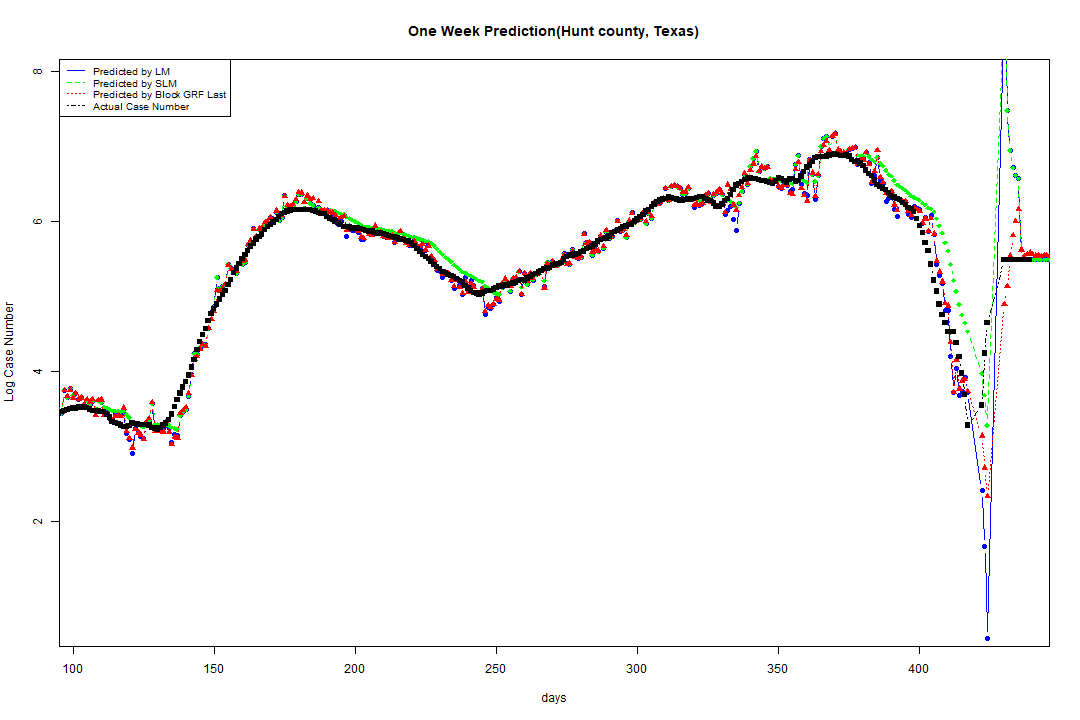 One Week Prediction(Hunt county, Texas)
Predicted by LM
Predicted by SLM
Predicted by Block GRF Last
Actual Case Number
8
6
4
2
Log Case Number
100 150 200 250 300 350 400
days